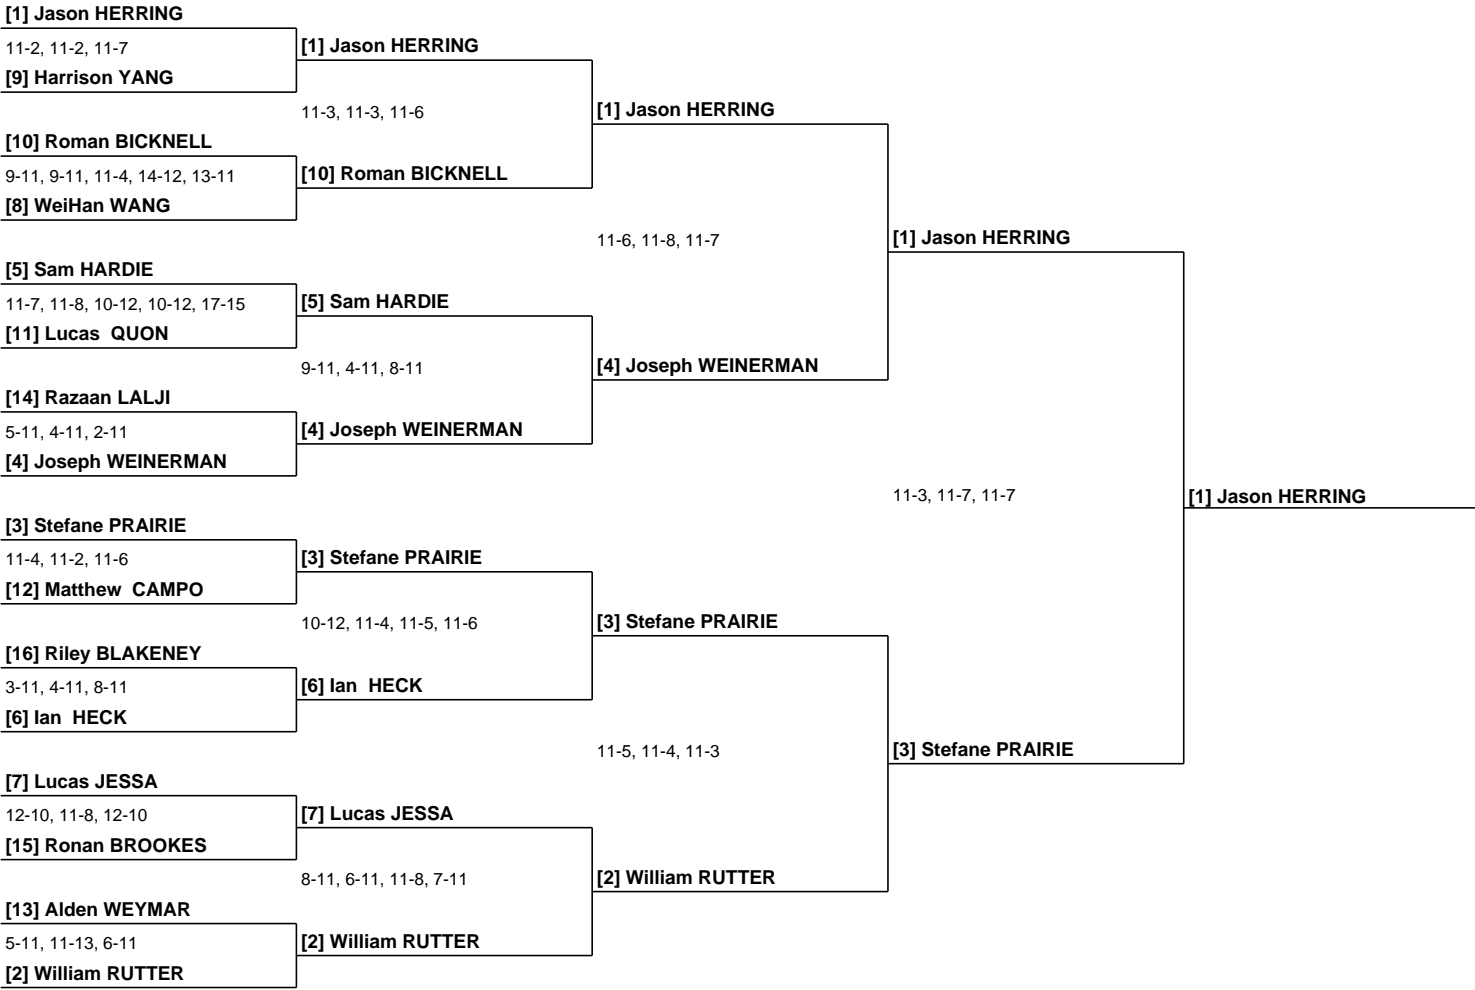 [1] Jason HERRING
11-2, 11-2, 11-7
[9] Harrison YANG
[10] Roman BICKNELL
9-11, 9-11, 11-4, 14-12, 13-11
[8] WeiHan WANG
[5] Sam HARDIE
11-7, 11-8, 10-12, 10-12, 17-15
[11] Lucas  QUON
[14] Razaan LALJI
5-11, 4-11, 2-11
[4] Joseph WEINERMAN
[3] Stefane PRAIRIE
11-4, 11-2, 11-6
[12] Matthew  CAMPO
[16] Riley BLAKENEY
3-11, 4-11, 8-11
[6] Ian  HECK
[7] Lucas JESSA
12-10, 11-8, 12-10
[15] Ronan BROOKES
[13] Alden WEYMAR
5-11, 11-13, 6-11
[2] William RUTTER
[1] Jason HERRING
11-3, 11-3, 11-6
[10] Roman BICKNELL
[5] Sam HARDIE
9-11, 4-11, 8-11
[4] Joseph WEINERMAN
[3] Stefane PRAIRIE
10-12, 11-4, 11-5, 11-6
[6] Ian  HECK
[7] Lucas JESSA
8-11, 6-11, 11-8, 7-11
[2] William RUTTER
[1] Jason HERRING
11-6, 11-8, 11-7
[4] Joseph WEINERMAN
[3] Stefane PRAIRIE
11-5, 11-4, 11-3
[2] William RUTTER
[1] Jason HERRING
11-3, 11-7, 11-7
[3] Stefane PRAIRIE
[1] Jason HERRING